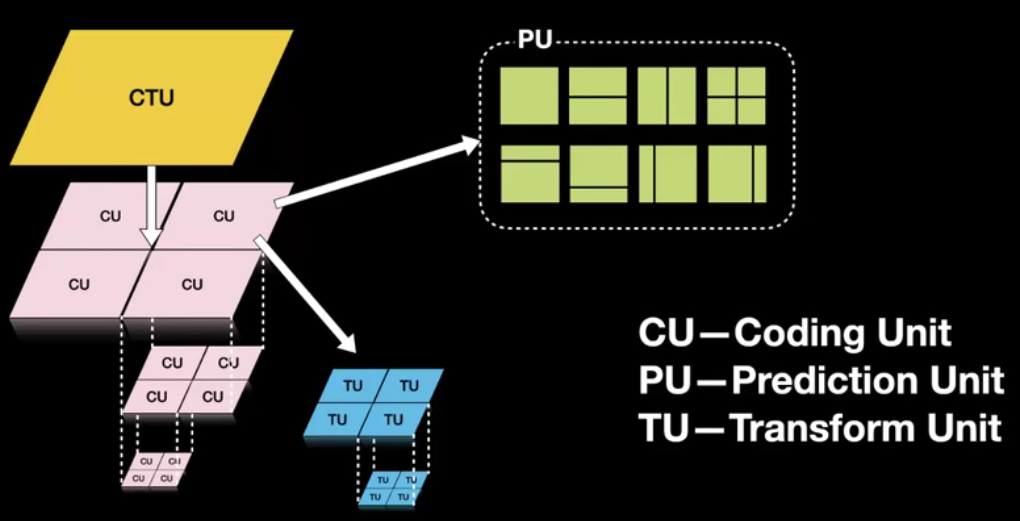 PU
CTU
CU CU
CU CU
CU—Coding Unit
PU—Prediction Unit
TU—Transform Unit
CU CU
CU CU
TU TU
TU TU
CU CU
CU CU
TU TU
TU TU